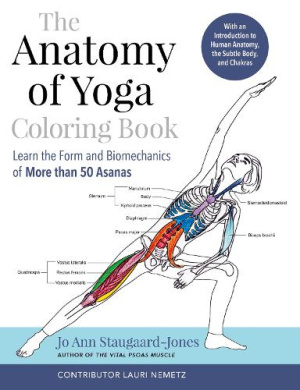 The
Anatomy
of Yoga
Coloring Book
With an
Introduction to
Human Anatomy,
the Subtle Body,
and Chakras
Learn the Form and Biomechanics
of More than 50 Asanas
Manubrium
Sternum
Body
Xiphoid process
Diaphragm
Psoas major
Sternocleidomastoid
Biceps brachii
Vastus lateralis
Quadriceps
Rectus femoris
Vastus medialis
Jo Ann Staugaard-Jones
AUTHOR OF THE VITAL PSOAS MUSCLE
CONTRIBUTOR LAURI NEMETZ